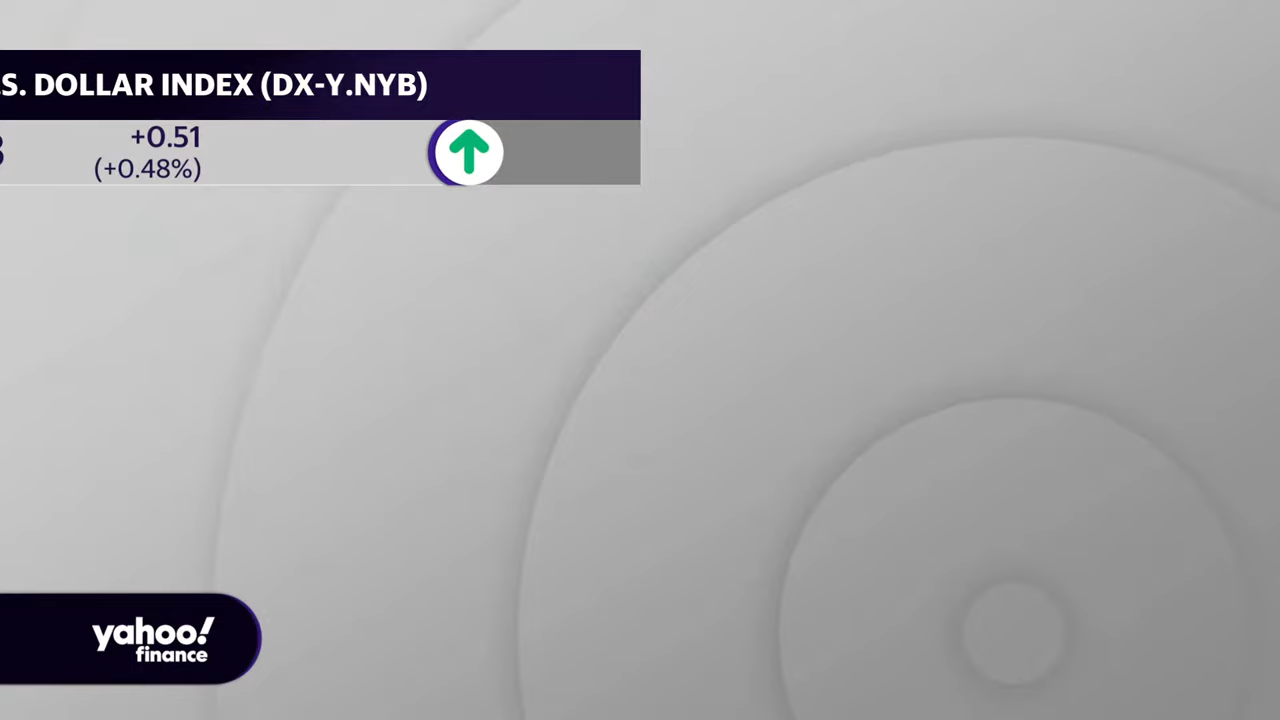 .S. DOLLAR INDEX (DX-Y.NYB)
+0.51
(+0.48%)
yahoo!
finance